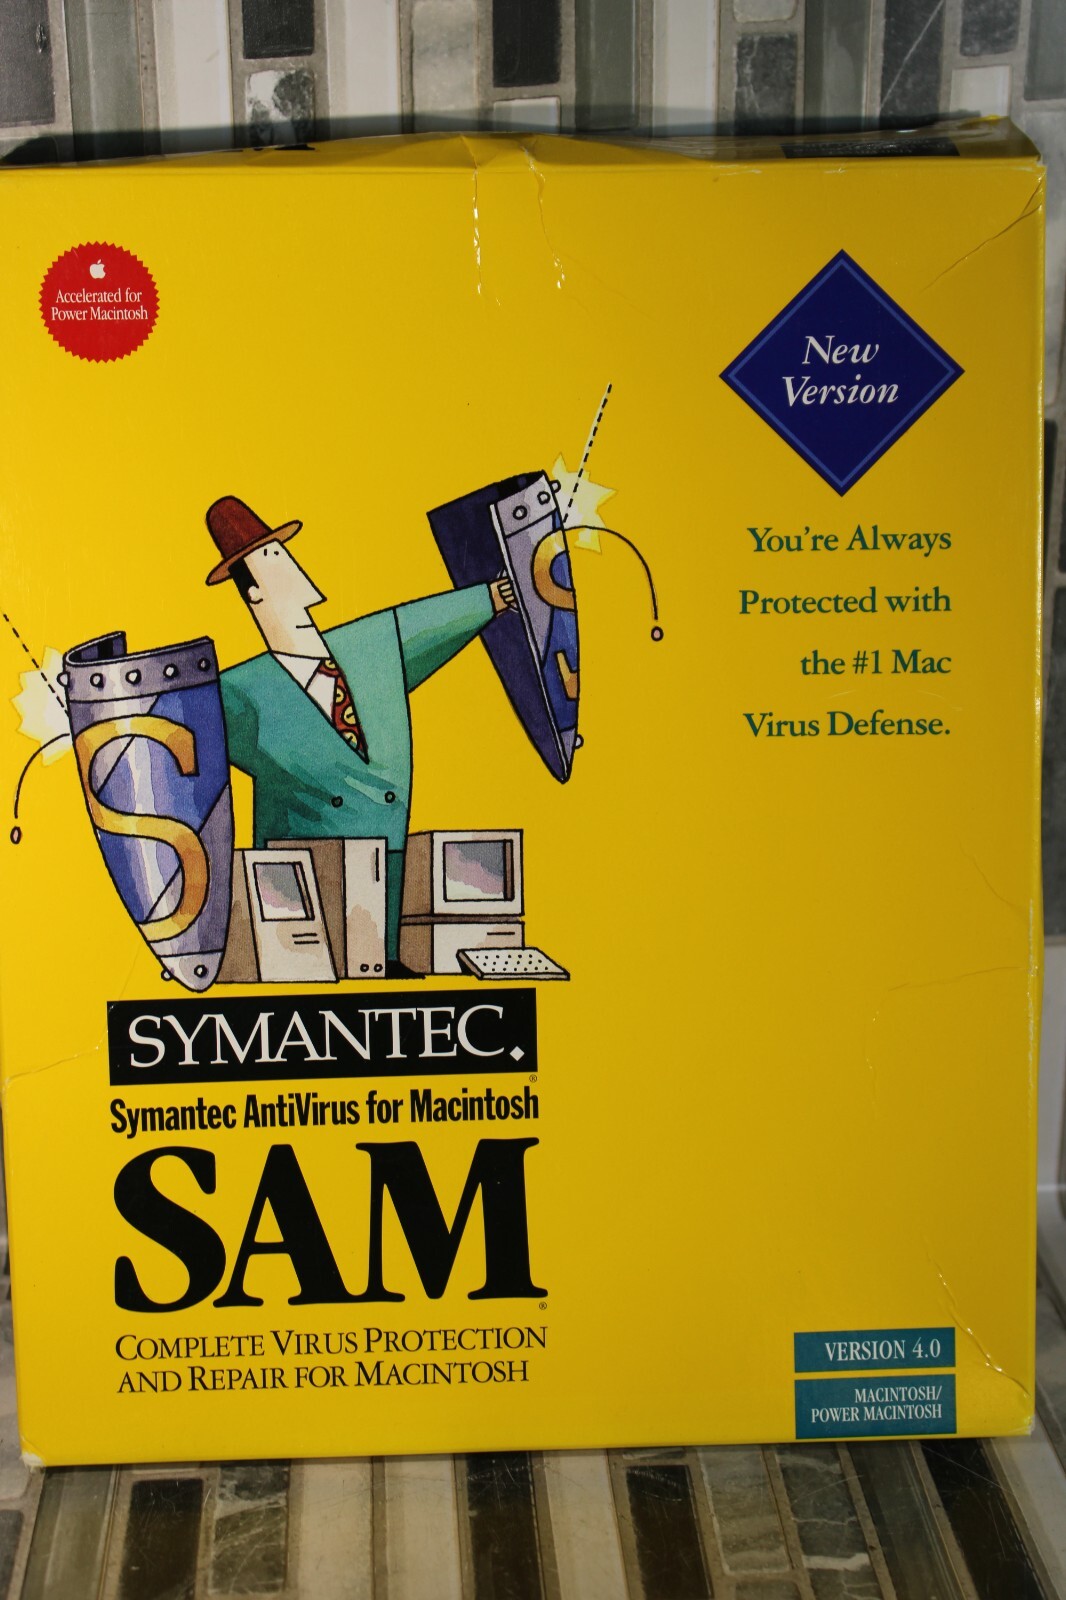 Accelerated for
Power Macintosh
New
Version
You're Always
Protected with
the #1 Mac
Virus Defense.
S
S
SYMANTEC.
®
Symantec AntiVirus for Macintosh
SAM
®
COMPLETE VIRUS PROTECTION
AND REPAIR FOR MACINTOSH
VERSION 4.0
MACINTOSH/
POWER MACINTOSH